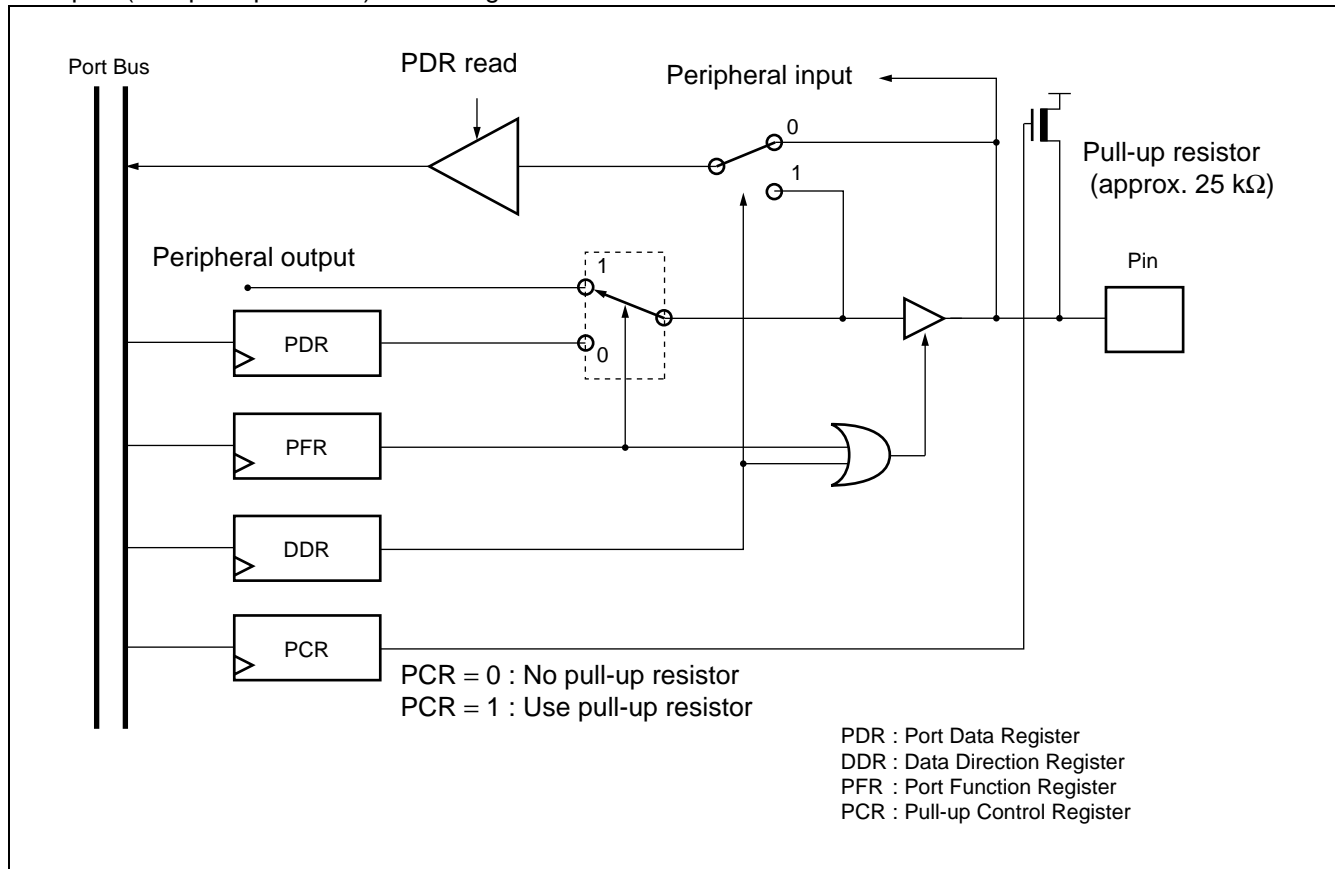 Port Bus
PDR read
Peripheral input
0
1
Pull-up resistor
(approx. 25 kΩ)
Pin
Peripheral output
1
0
PDR
PFR
DDR
PCR
PCR = 0 : No pull-up resistor
PCR = 1 : Use pull-up resistor
PDR : Port Data Register
DDR : Data Direction Register
PFR : Port Function Register
PCR : Pull-up Control Register